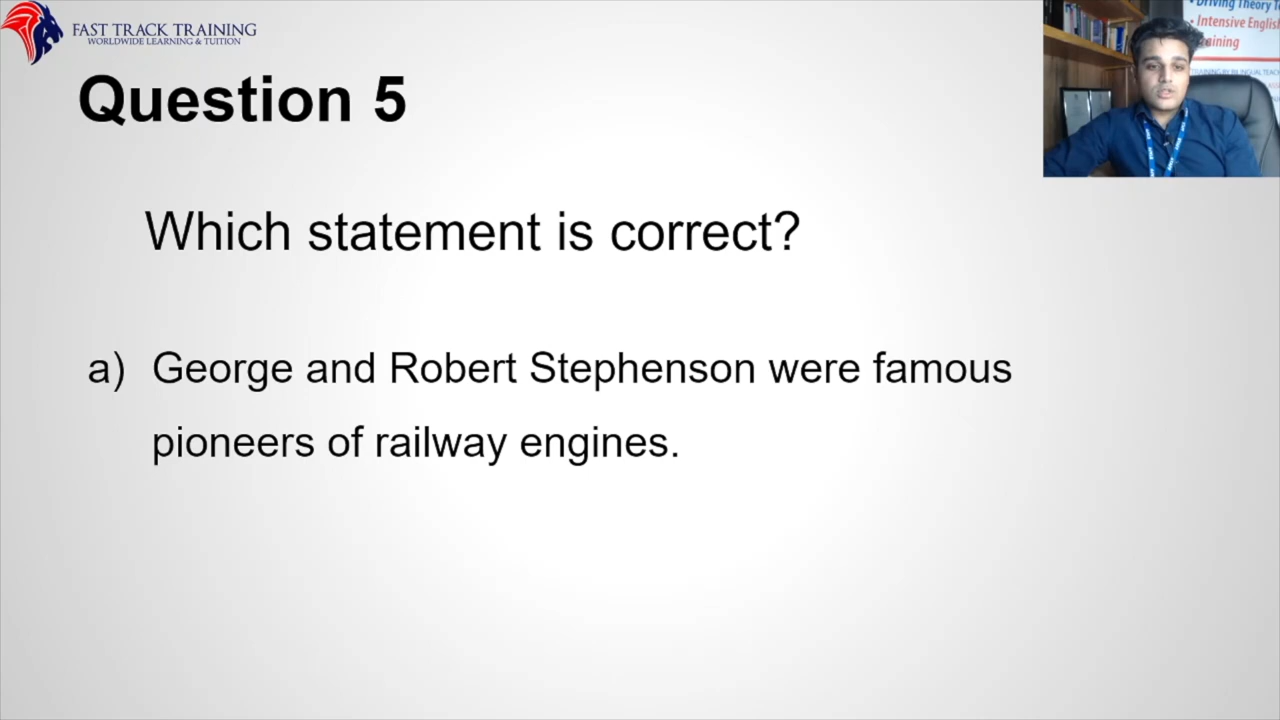 FAST TRACK TRAINING
WORLDWIDE LEARNING & TUITION
• Driving Theory
• Intensive English
Question 5
Which statement is correct?
a) George and Robert Stephenson were famous
pioneers of railway engines.